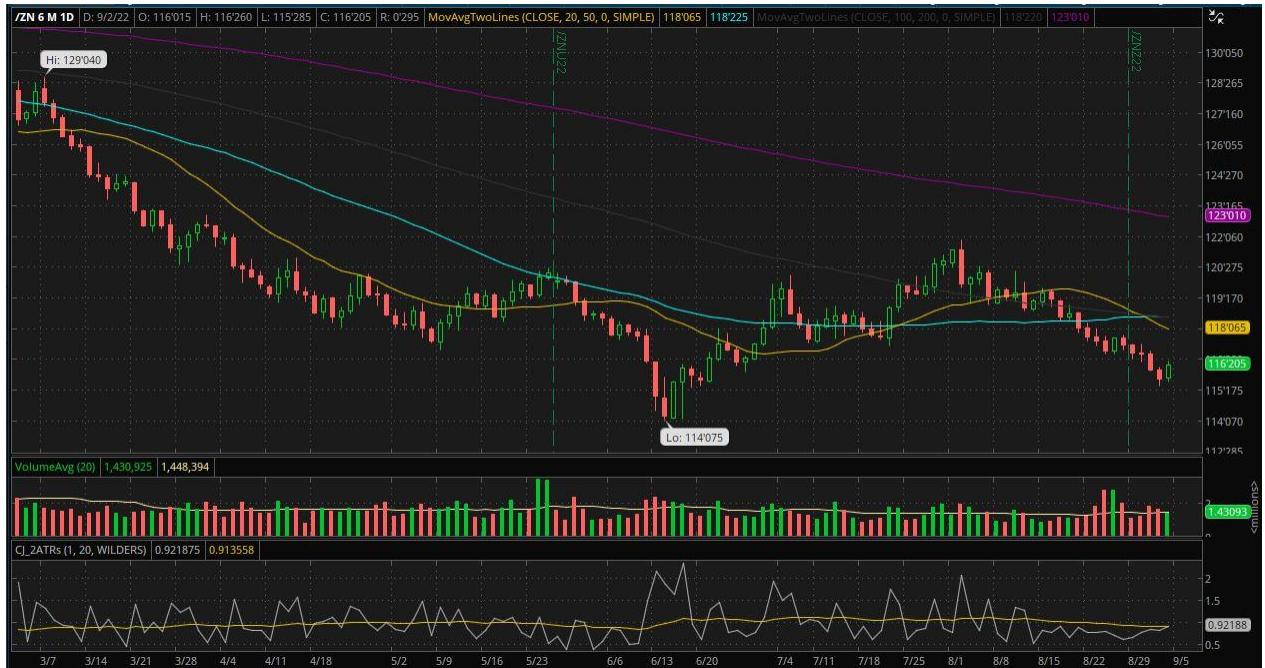 /ZN 6 M 1D D: 9/2/22 O: 116'015 H: 116'260 L: 115'285 C: 116'205 R: 0'295 MovAvgTwoLines (CLOSE, 20, 50, 0, SIMPLE) 118'065 118'225 MovAvgTwoLines (CLOSE, 100, 200, 0, SIMPLE) 118'220 123'010
/ZNU22
/ZNZ22
Hi: 129'040
130'050
128'265
127'160
126'055
124'270
123'165
123'010
122'060
120'275
119'170
118'065
116'205
115'175
114'070
112'285
Lo: 114'075
VolumeAvg (20) 1,430,925 1,448,394
2
1.43093
0
<millions>
CJ_2ATRs (1, 20, WILDERS) 0.921875 0.913558
2
1.5
0.92188
0.5
3/7 3/14 3/21 3/28 4/4 4/11 4/18 5/2 5/9 5/16 5/23 6/6 6/13 6/20 7/4 7/11 7/18 7/25 8/1 8/8 8/15 8/22 8/29 9/5